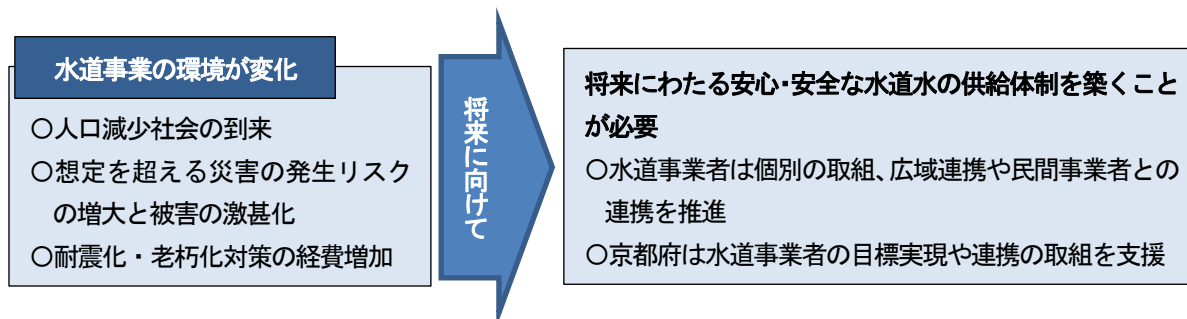 水道事業の環境が変化
〇人口減少社会の到来
〇想定を超える災害の発生リスク
の増大と被害の激甚化
〇耐震化・老朽化対策の経費増加
将来に向けて
将来にわたる安心・安全な水道水の供給体制を築くこと
が必要
〇水道事業者は個別の取組、広域連携や民間事業者との
連携を推進
〇京都府は水道事業者の目標実現や連携の取組を支援